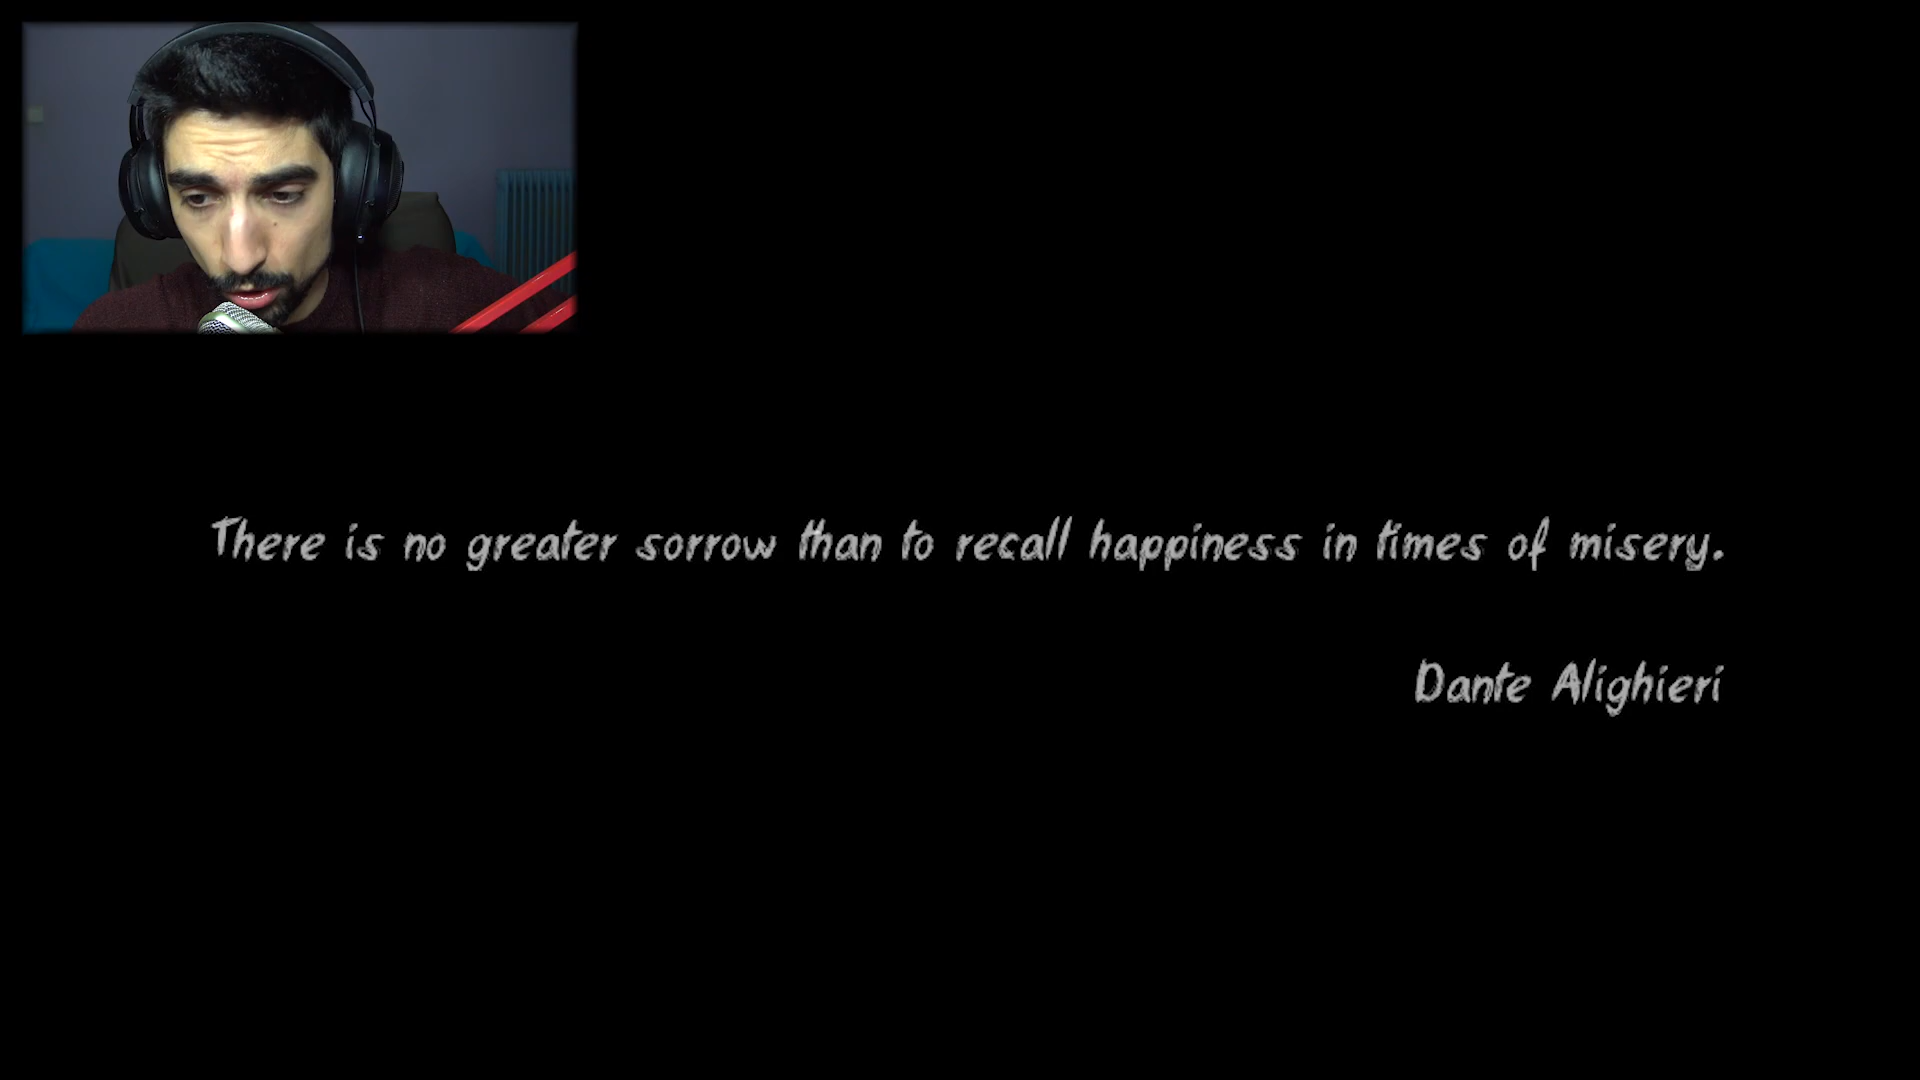 There is no greater sorrow than to recall happiness in times of misery.
Dante Alighieri